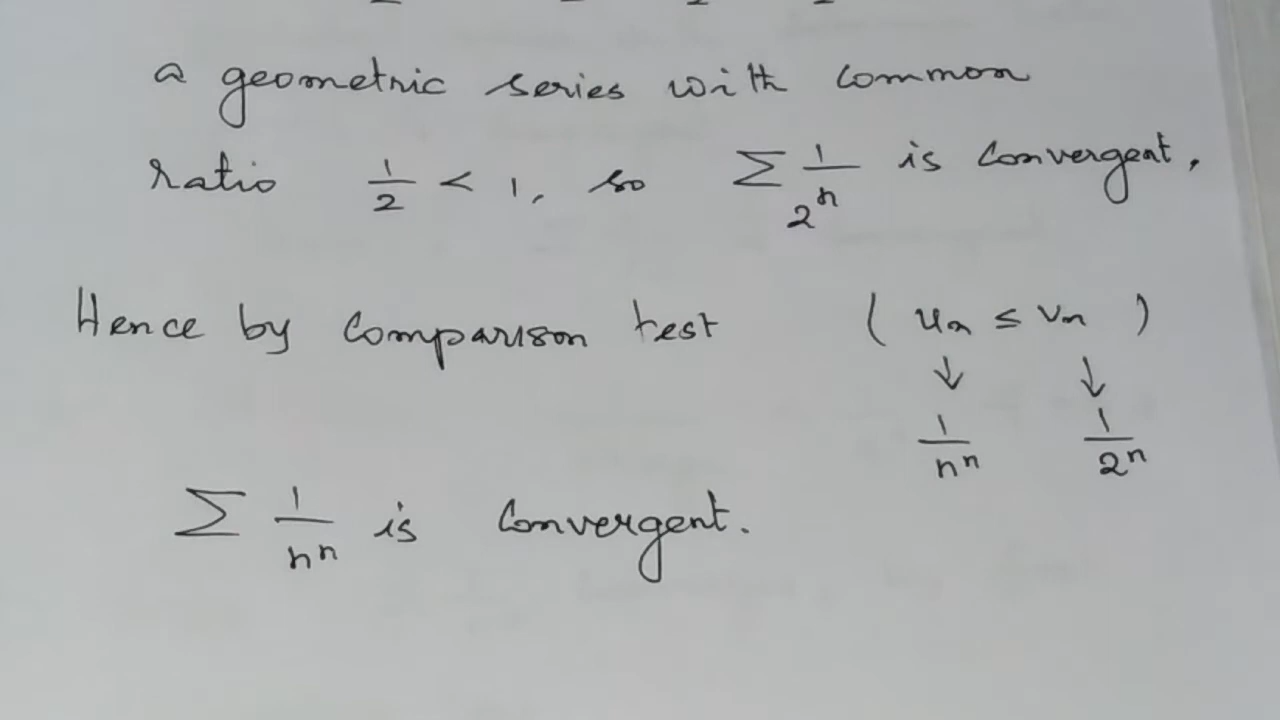 a geometric series with common
ratio 1/2 < 1, so Σ 1/2^n is convergent,
Hence by comparison test ( u_n ≤ v_n )
↓ ↓
1/n^n 1/2^n
Σ 1/n^n is convergent.